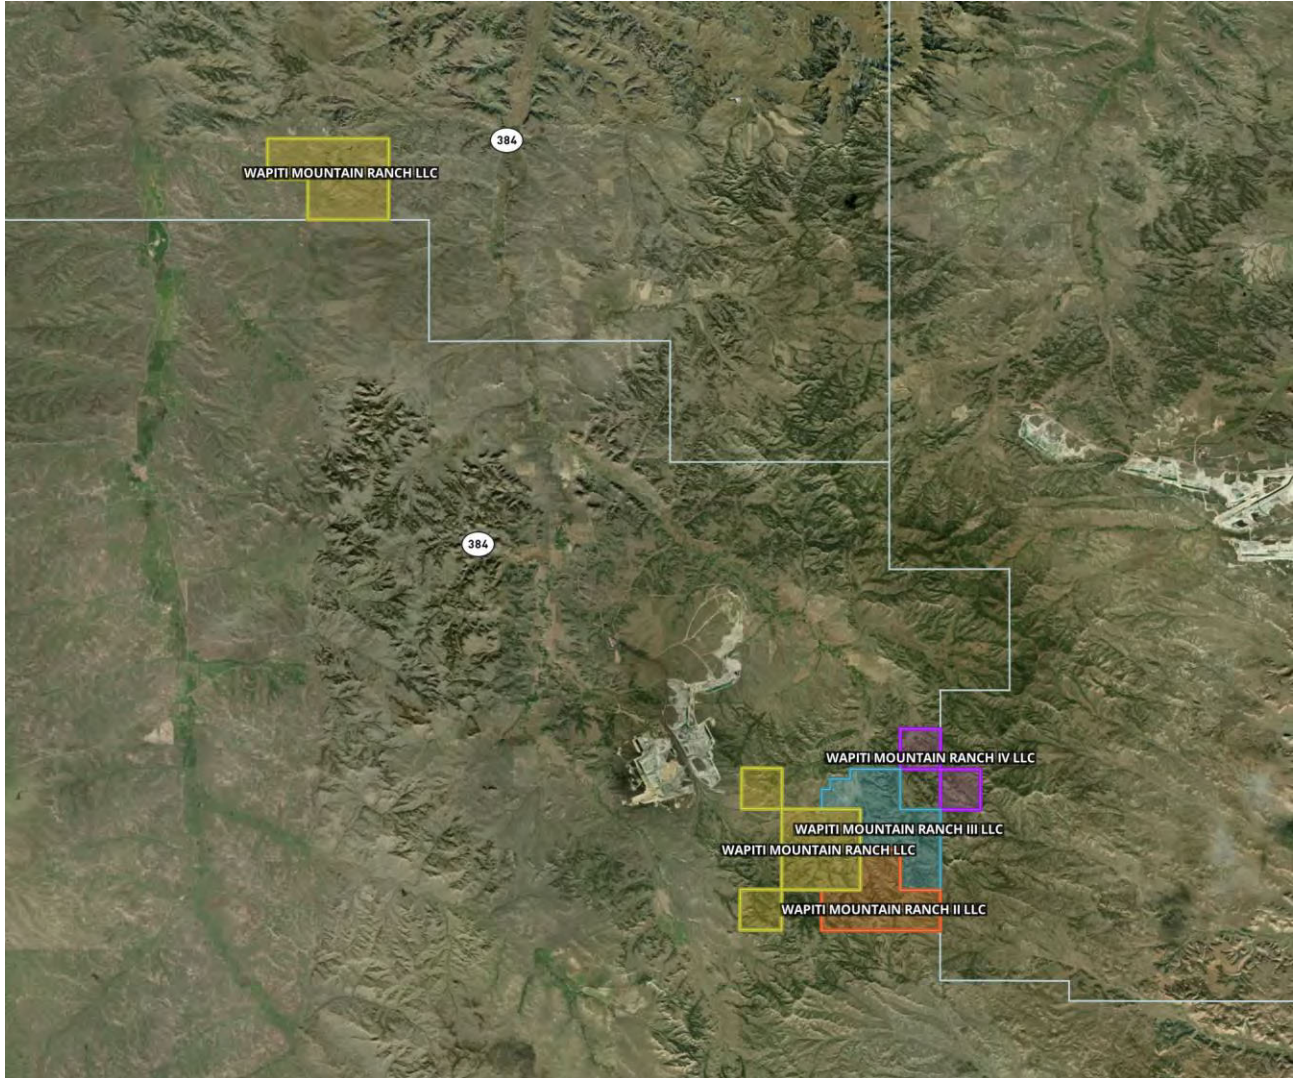 384
WAPITI MOUNTAIN RANCH LLC
384
WAPITI MOUNTAIN RANCH IV LLC
WAPITI MOUNTAIN RANCH III LLC
WAPITI MOUNTAIN RANCH LLC
WAPITI MOUNTAIN RANCH II LLC